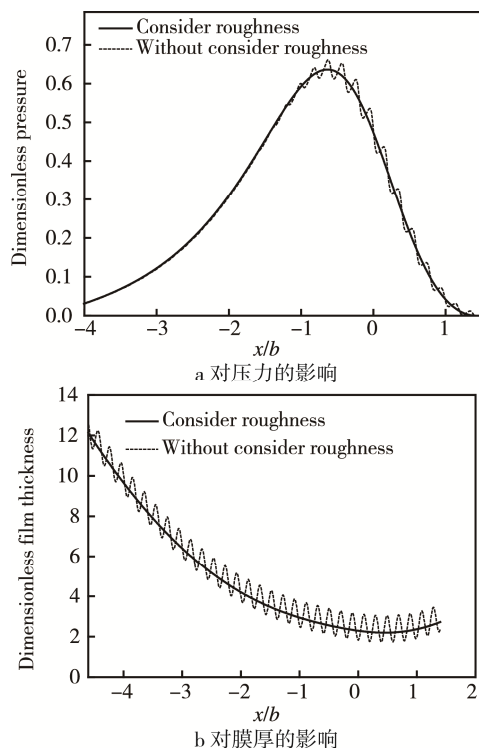 Consider roughness
Without consider roughness
0.7
0.6
0.5
0.4
0.3
0.2
0.1
0.0
Dimensionless pressure
−4 −3 −2 −1 0 1
x/b
a 对压力的影响
Consider roughness
Without consider roughness
14
12
10
8
6
4
2
0
Dimensionless film thickness
−4 −3 −2 −1 0 1 2
x/b
b 对膜厚的影响